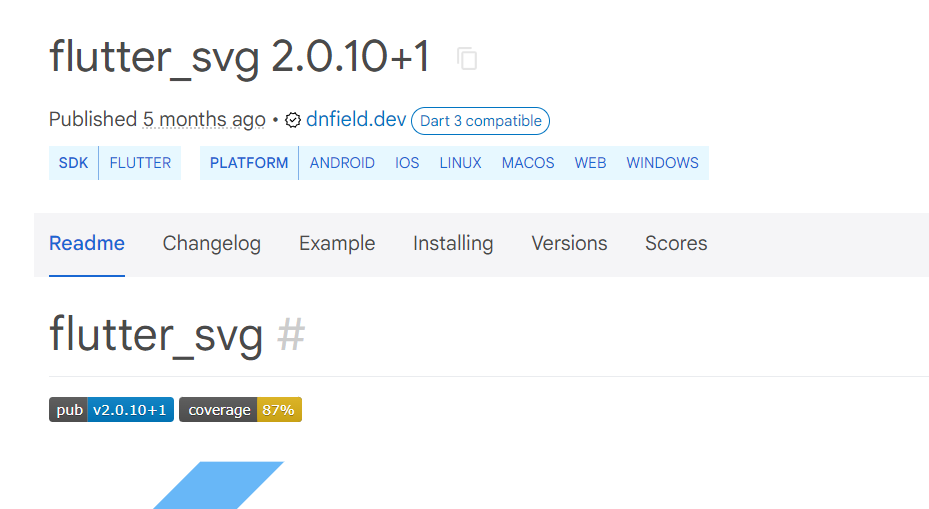 flutter_svg 2.0.10+1
Published 5 months ago • dnfield.dev Dart 3 compatible
SDK FLUTTER PLATFORM ANDROID IOS LINUX MACOS WEB WINDOWS
Readme Changelog Example Installing Versions Scores
flutter_svg #
pub v2.0.10+1 coverage 87%